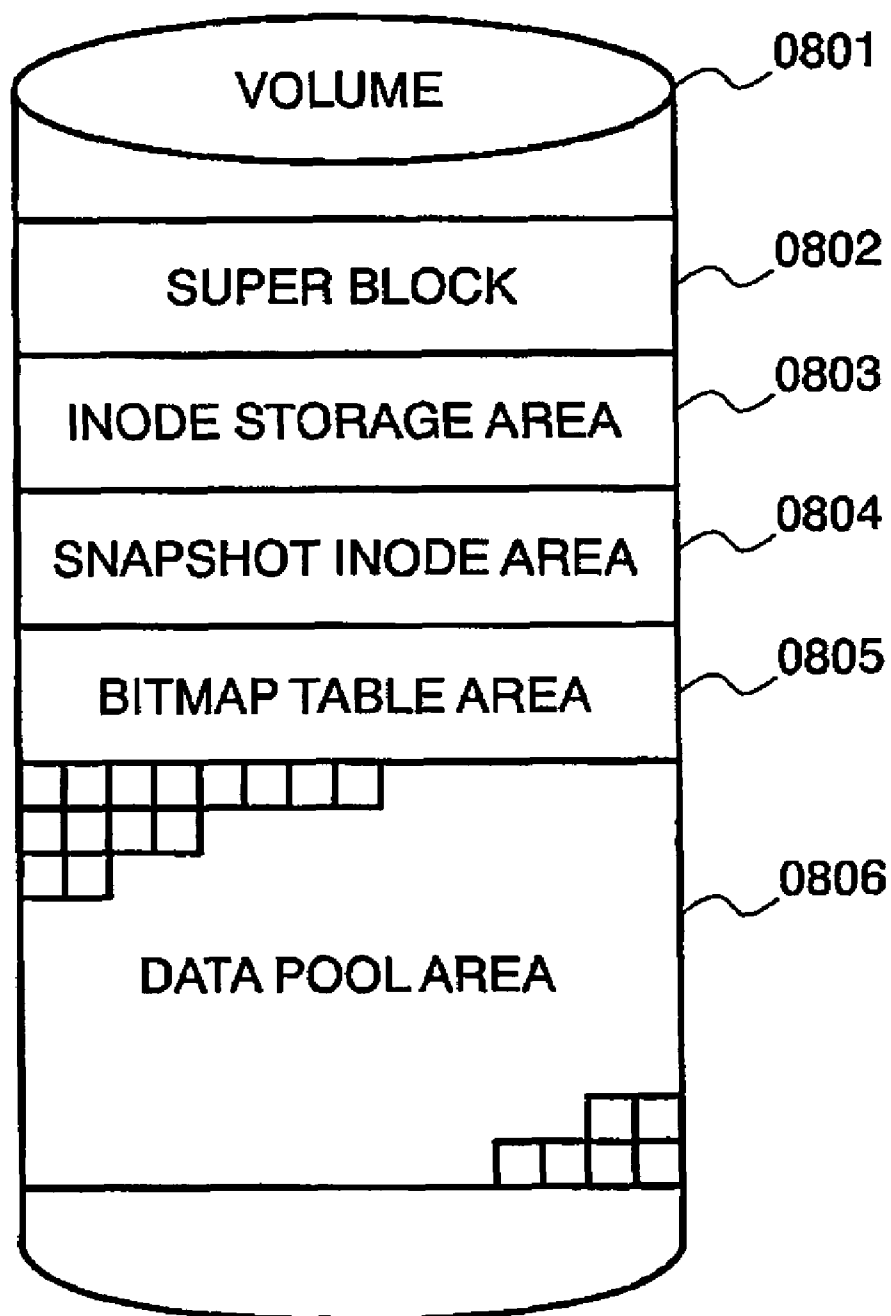 VOLUME
0801
SUPER BLOCK
0802
INODE STORAGE AREA
0803
SNAPSHOT INODE AREA
0804
BITMAP TABLE AREA
0805
DATA POOL AREA
0806